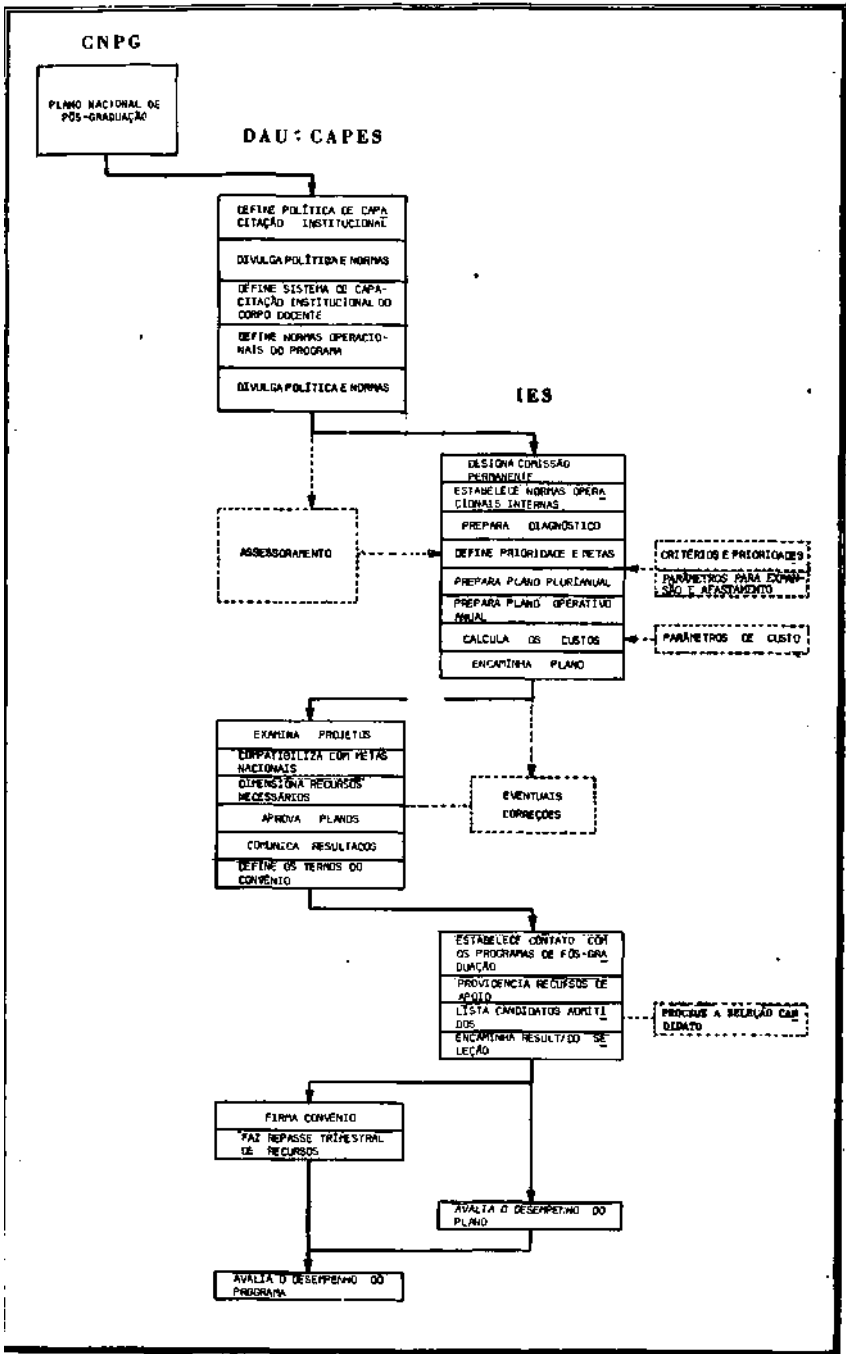 CNPG
PLANO NACIONAL DE
PÓS-GRADUAÇÃO
DAU: CAPES
DEFINE POLÍTICA DE CAPA
CITAÇÃO INSTITUCIONAL
DIVULGA POLÍTICA E NORMAS
DEFINE SISTEMA DE CAPA-
CITAÇÃO INSTITUCIONAL DO
CORPO DOCENTE
DEFINE NORMAS OPERACIO-
NAIS DO PROGRAMA
DIVULGA POLÍTICA E NORMAS
IES
DESIGNA COMISSÃO
PERMANENTE
ESTABELECE NORMAS OPERA
CIONAIS INTERNAS
PREPARA DIAGNÓSTICO
ASSESSORAMENTO
DEFINE PRIORIDADE E METAS
CRITÉRIOS E PRIORIDADES
PARÂMETROS PARA EXPAN-
SÃO E AFASTAMENTO
PREPARA PLANO PLURIANUAL
PREPARA PLANO OPERATIVO
ANUAL
CALCULA OS CUSTOS
PARÂMETROS DE CUSTO
ENCAMINHA PLANO
EXAMINA PROJETOS
COMPATIBILIZA COM METAS
NACIONAIS
DIMENSIONA RECURSOS
NECESSÁRIOS
APROVA PLANOS
COMUNICA RESULTADOS
DEFINE OS TERMOS DO
CONVÊNIO
EVENTUAIS
CORREÇÕES
ESTABELECE CONTATO COM
OS PROGRAMAS DE PÓS-GRA
DUAÇÃO
PROVIDENCIA RECURSOS DE
APOIO
LISTA CANDIDATOS ADMITI
DOS
ENCAMINHA RESULTADO SE
LEÇÃO
PROCEDE A SELEÇÃO CAN
DIDATO
FIRMA CONVÊNIO
FAZ REPASSE TRIMESTRAL
DE RECURSOS
AVALIA O DESEMPENHO DO
PLANO
AVALIA O DESEMPENHO DO
PROGRAMA